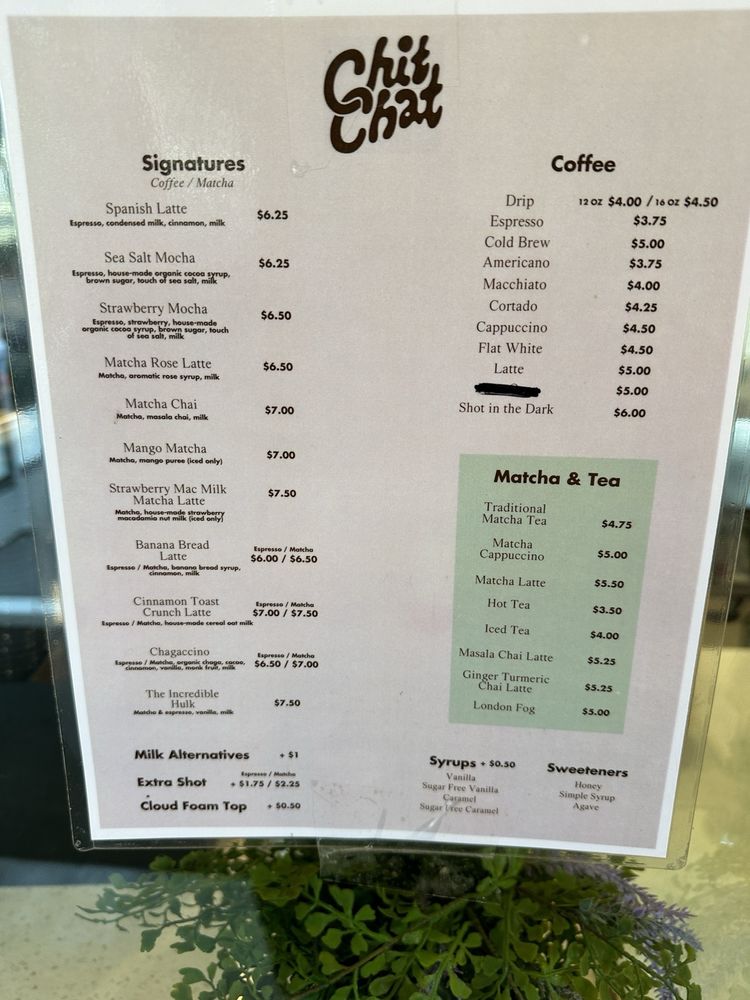 Chit
Chat
Signatures
Coffee / Matcha
Spanish Latte $6.25
Espresso, condensed milk, cinnamon, milk
Sea Salt Mocha $6.25
Espresso, house-made organic cocoa syrup,
brown sugar, touch of sea salt, milk
Strawberry Mocha $6.50
Espresso, strawberry, house-made
organic cocoa syrup, brown sugar, touch
of sea salt, milk
Matcha Rose Latte $6.50
Matcha, aromatic rose syrup, milk
Matcha Chai $7.00
Matcha, masala chai, milk
Mango Matcha $7.00
Matcha, mango puree (iced only)
Strawberry Mac Milk
Matcha Latte $7.50
Matcha, house-made strawberry
macadamia nut milk (iced only)
Banana Bread
Latte
Espresso / Matcha
$6.00 / $6.50
Espresso / Matcha, banana bread syrup,
cinnamon, milk
Cinnamon Toast
Crunch Latte
Espresso / Matcha
$7.00 / $7.50
Espresso / Matcha, house-made cereal oat milk
Chagaccino
Espresso / Matcha
$6.50 / $7.00
Espresso / Matcha, organic chaga, cacao,
cinnamon, vanilla, monk fruit, milk
The Incredible
Hulk $7.50
Matcha & espresso, vanilla, milk
Milk Alternatives + $1
Espresso / Matcha
Extra Shot + $1.75 / $2.25
Cloud Foam Top + $0.50
Coffee
Drip 12 oz $4.00 / 16 oz $4.50
Espresso $3.75
Cold Brew $5.00
Americano $3.75
Macchiato $4.00
Cortado $4.25
Cappuccino $4.50
Flat White $4.50
Latte $5.00
$5.00
Shot in the Dark $6.00
Matcha & Tea
Traditional
Matcha Tea $4.75
Matcha
Cappuccino $5.00
Matcha Latte $5.50
Hot Tea $3.50
Iced Tea $4.00
Masala Chai Latte $5.25
Ginger Turmeric
Chai Latte $5.25
London Fog $5.00
Syrups + $0.50
Vanilla
Sugar Free Vanilla
Caramel
Sugar Free Caramel
Sweeteners
Honey
Simple Syrup
Agave